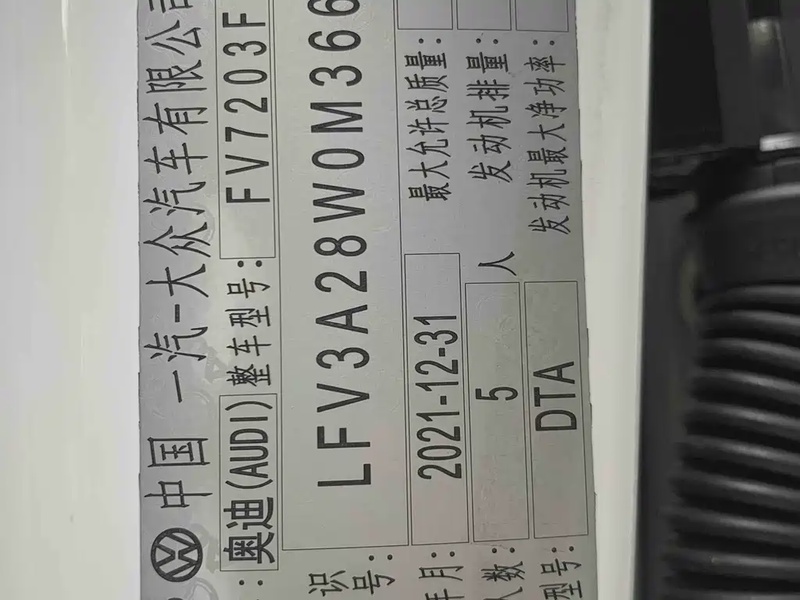 中国 一汽-大众汽车有限公司
奥迪(AUDI) 整车型号: FV7203F
识
号: LFV3A28W0M366
年月: 2021-12-31 最大允许总质量:
人数: 5 人 发动机排量:
型号: DTA 发动机最大净功率: